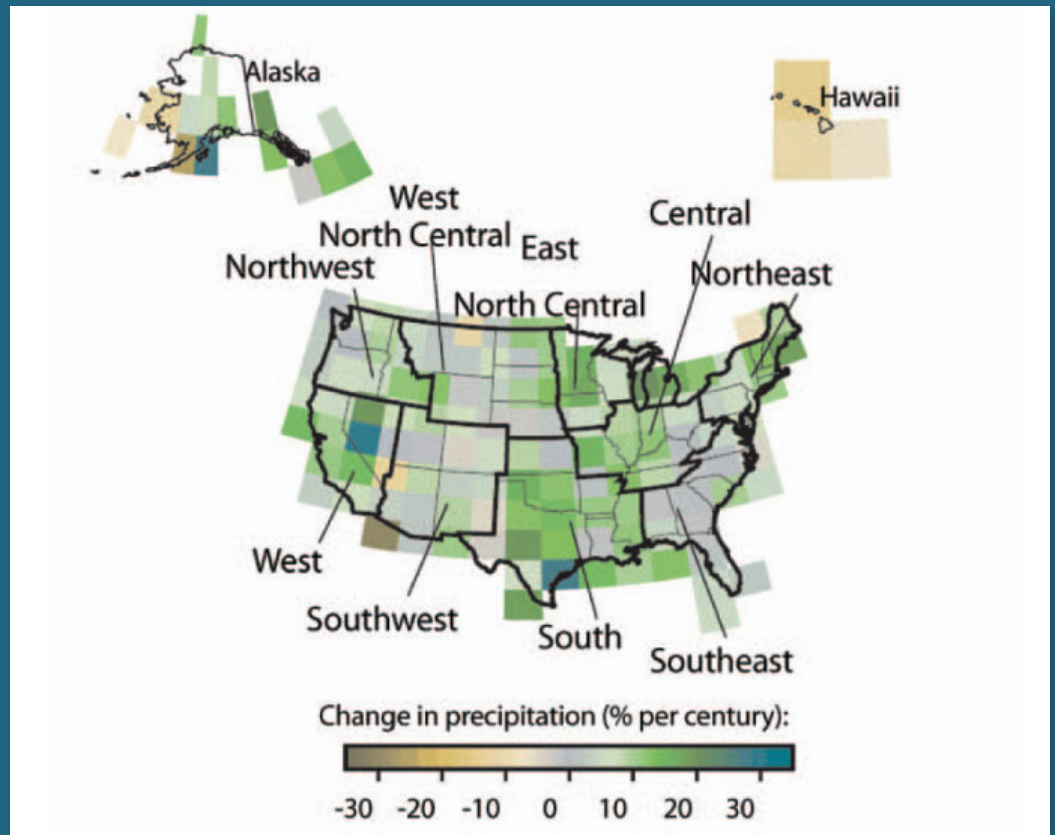 Alaska
Hawaii
West
North Central
East
North Central
Central
Northwest
Northeast
West
Southwest
South
Southeast
Change in precipitation (% per century):
-30 -20 -10 0 10 20 30